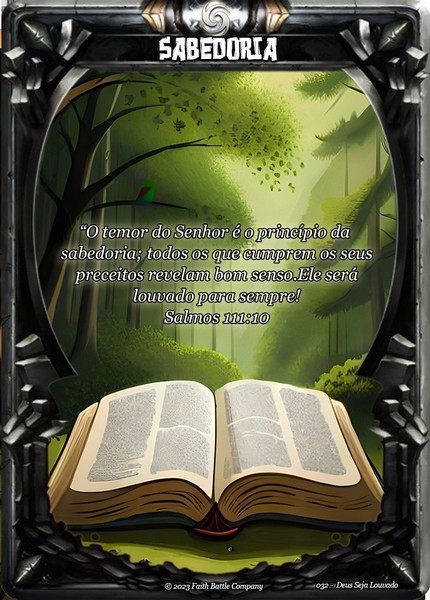 SABEDORIA
“O temor do Senhor é o princípio da
sabedoria; todos os que cumprem os seus
preceitos revelam bom senso.Ele será
louvado para sempre!
Salmos 111:10
© 2023 Faith Battle Company
032 - Deus Seja Louvado